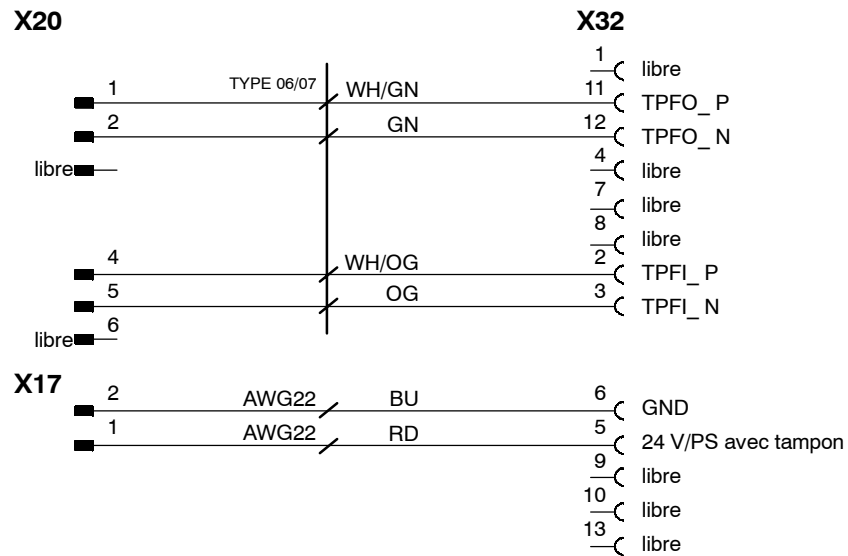 X20 X32
1 libre
1 TYPE 06/07 WH/GN 11 TPFO_ P
2 GN 12 TPFO_ N
libre 4 libre
7 libre
8 libre
4 WH/OG 2 TPFI_ P
5 OG 3 TPFI_ N
libre 6
X17
2 AWG22 BU 6 GND
1 AWG22 RD 5 24 V/PS avec tampon
9 libre
10 libre
13 libre